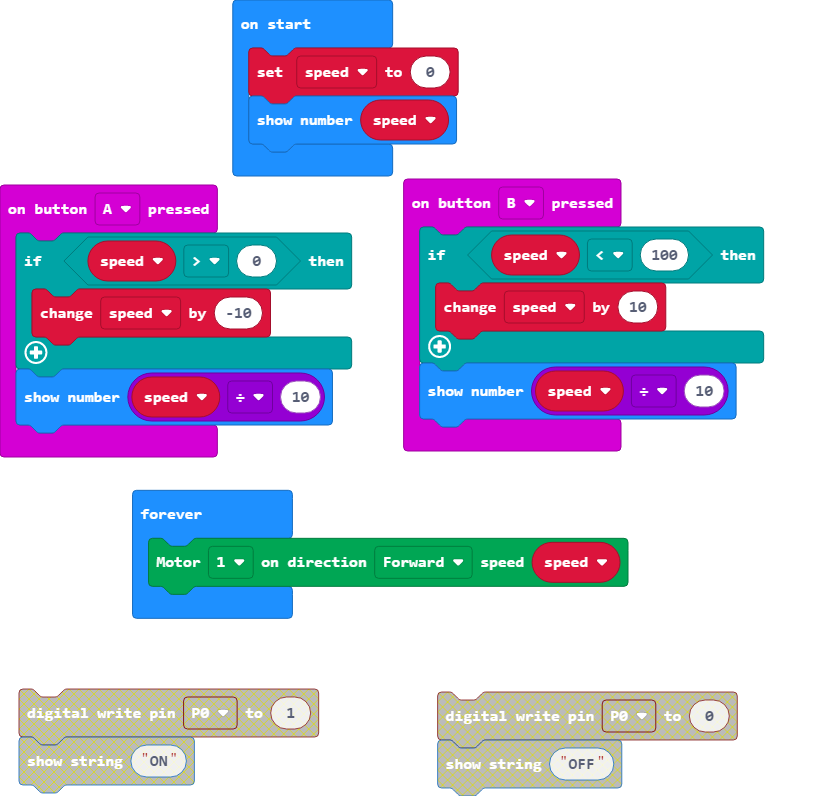 on start
set speed to 0
show number speed
on button A pressed
if speed > 0 then
change speed by -10
show number speed ÷ 10
on button B pressed
if speed < 100 then
change speed by 10
show number speed ÷ 10
forever
Motor 1 on direction Forward speed speed
digital write pin P0 to 1
show string "ON"
digital write pin P0 to 0
show string "OFF"